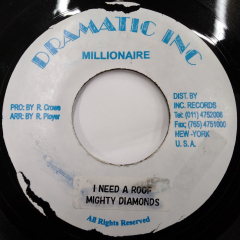 DRAMATIC INC
MILLIONAIRE
PRO: BY R. Crown
ARR: BY R. Player
DIST. BY
INC. RECORDS
Tel: (011) 4752006
Fax; (765) 4751000
NEW-YORK
U. S. A.
I NEED A ROOF
MIGHTY DIAMONDS
All Rights Reserved